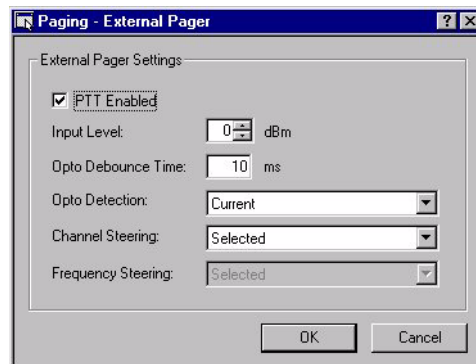 Paging - External Pager
External Pager Settings
PTT Enabled
Input Level: 0 dBm
Opto Debounce Time: 10 ms
Opto Detection: Current
Channel Steering: Selected
Frequency Steering: Selected
OK Cancel